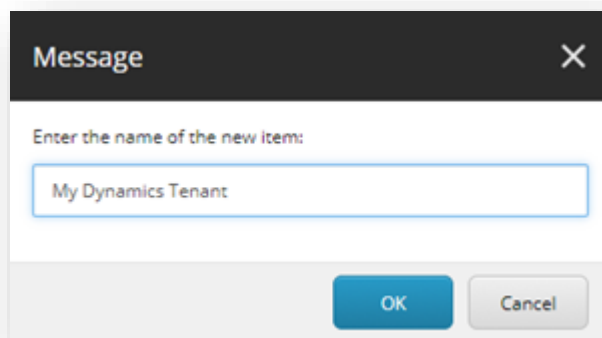 Message
Enter the name of the new item:
My Dynamics Tenant
OK Cancel